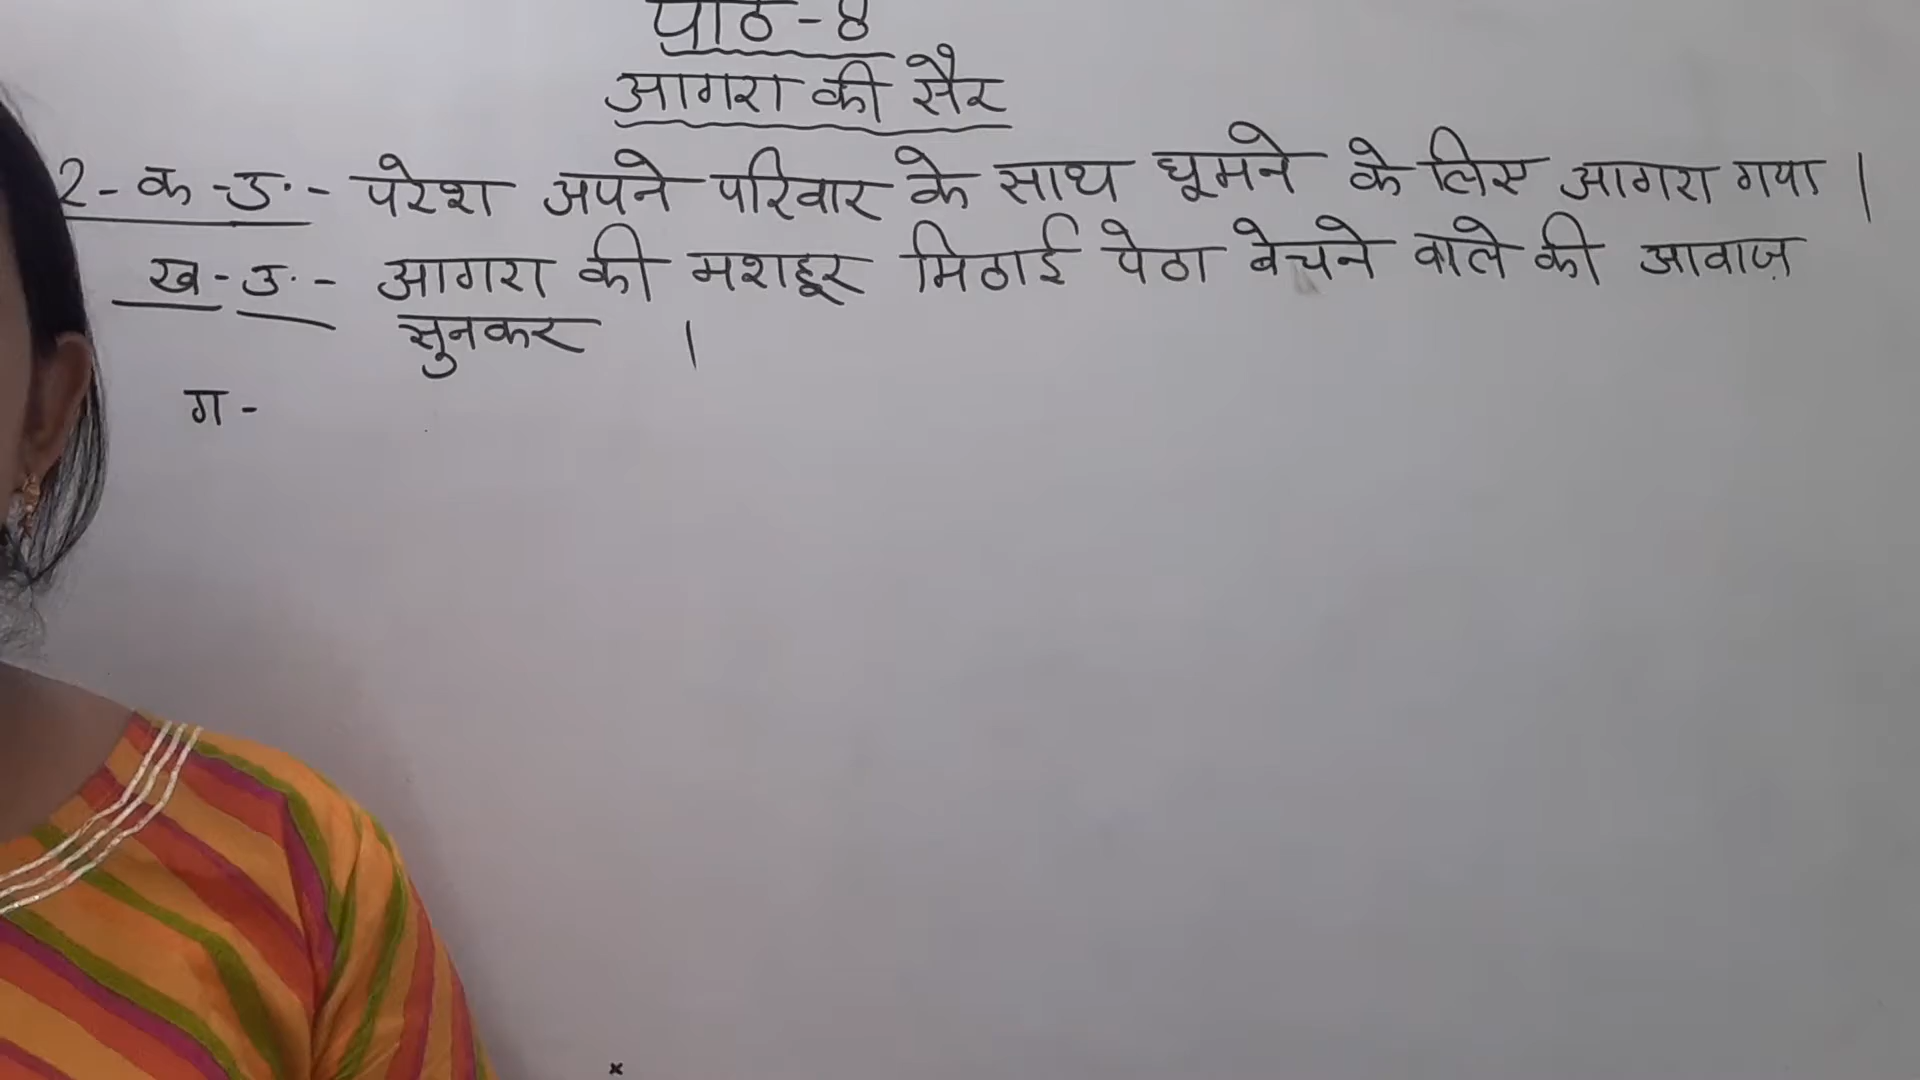 पाठ - 8
आगरा की सैर
2 - क - उ. - परेश अपने परिवार के साथ घूमने के लिए आगरा गया ।
ख - उ. - आगरा की मशहूर मिठाई पेठा बेचने वाले की आवाज़
सुनकर ।
ग -